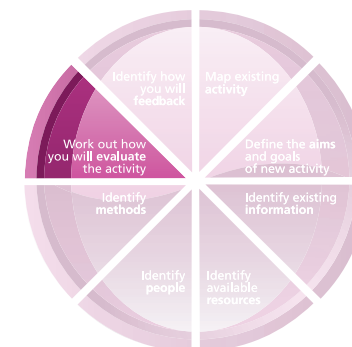 Identify how
you will
feedback
Map existing
activity
Work out how
you will evaluate
the activity
Define the aims
and goals
of new activity
Identify
methods
Identify existing
information
Identify
people
Identify
available
resources